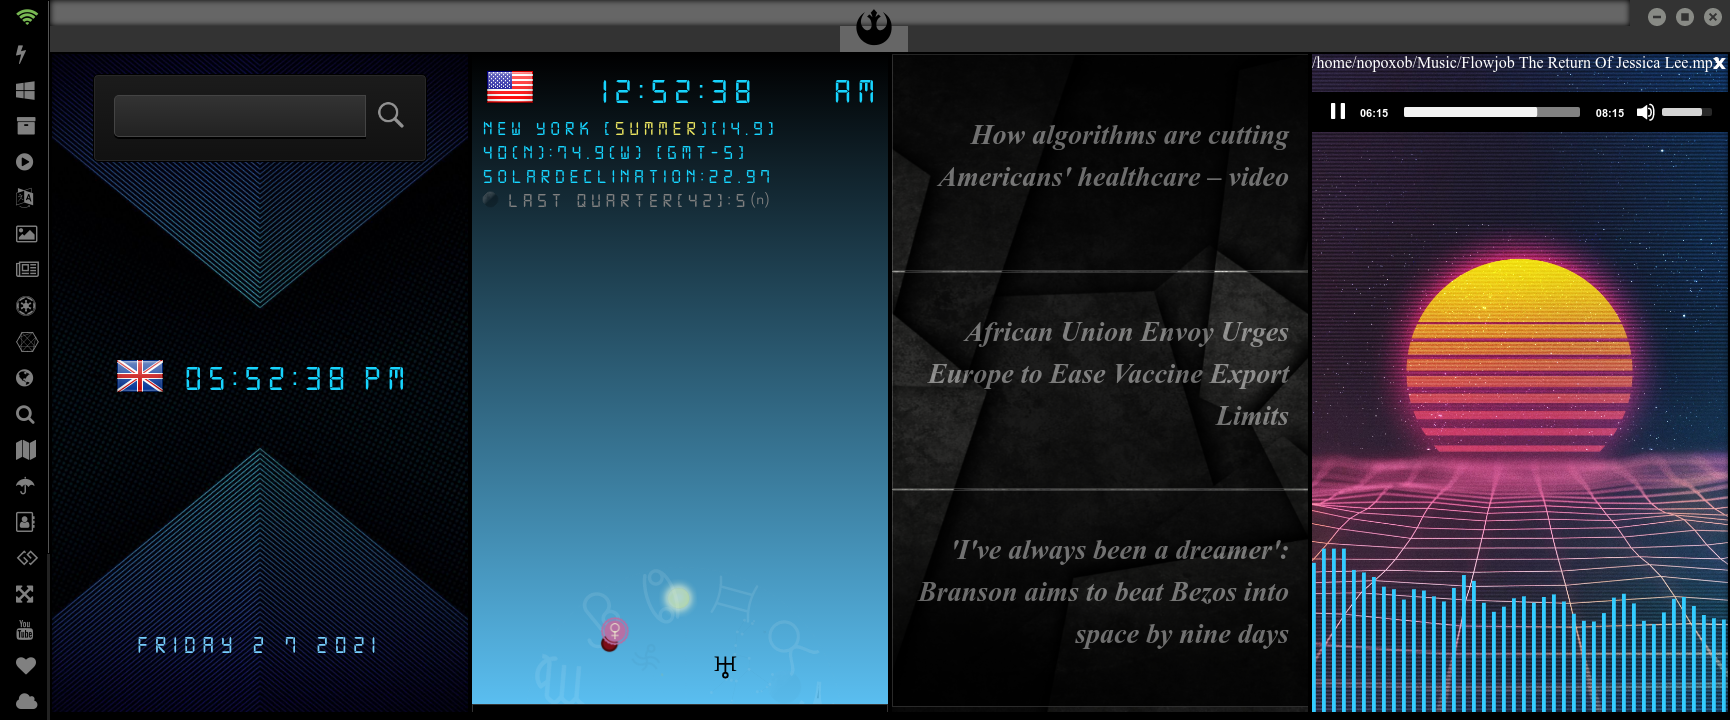 05:52:38 PM
FRIDAY 2 7 2021
12:52:38 AM
NEW YORK (SUMMER)(14.9)
40(N):74.9(W) (GMT-5)
SOLARDECLINATION:22.97
LAST QUARTER(42):5(n)
How algorithms are cutting
Americans' healthcare – video
African Union Envoy Urges
Europe to Ease Vaccine Export
Limits
'I've always been a dreamer':
Branson aims to beat Bezos into
space by nine days
/home/nopoxob/Music/Flowjob The Return Of Jessica Lee.mp
x
06:15
08:15
You
Tube